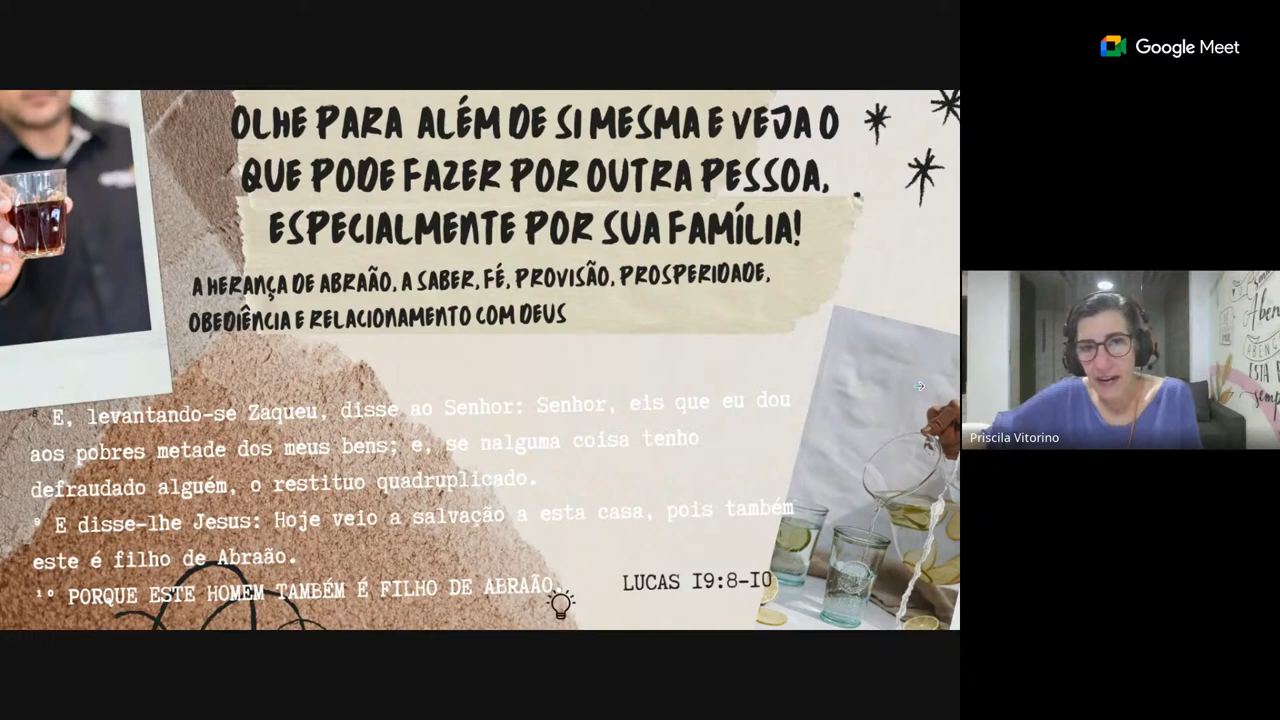 Google Meet
OLHE PARA ALÉM DE SI MESMA E VEJA O
QUE PODE FAZER POR OUTRA PESSOA,
ESPECIALMENTE POR SUA FAMÍLIA!
A HERANÇA DE ABRAÃO, A SABER, FÉ, PROVISÃO, PROSPERIDADE,
OBEDIÊNCIA E RELACIONAMENTO COM DEUS
⁸ E, levantando-se Zaqueu, disse ao Senhor: Senhor, eis que eu dou
aos pobres metade dos meus bens; e, se nalguma coisa tenho
defraudado alguém, o restituo quadruplicado.
⁹ E disse-lhe Jesus: Hoje veio a salvação a esta casa, pois também
este é filho de Abraão.
¹⁰ PORQUE ESTE HOMEM TAMBÉM É FILHO DE ABRAÃO.
LUCAS 19:8-10
Priscila Vitorino